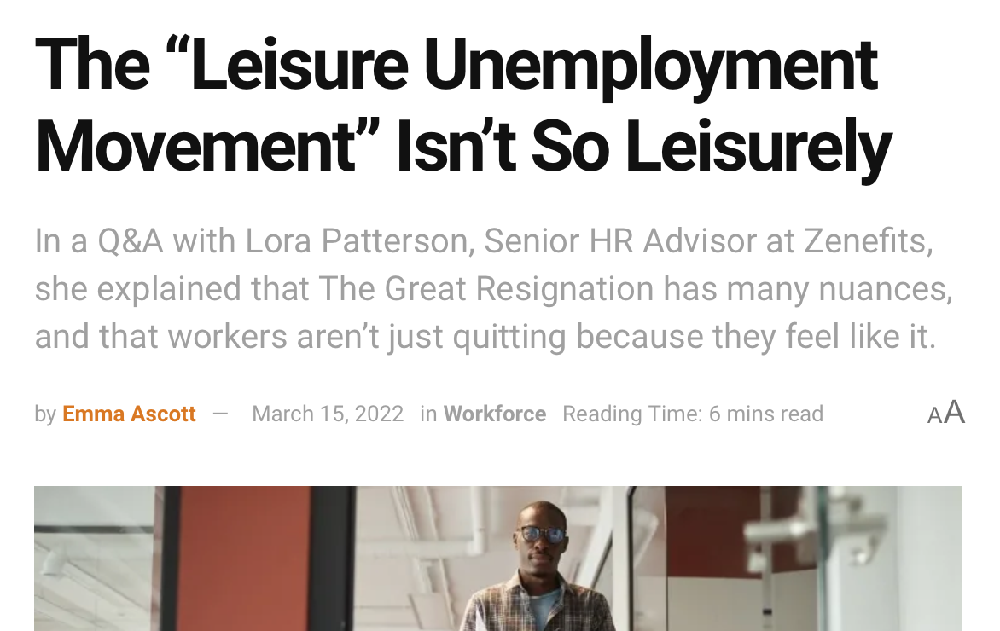 The “Leisure Unemployment
Movement” Isn’t So Leisurely
In a Q&A with Lora Patterson, Senior HR Advisor at Zenefits,
she explained that The Great Resignation has many nuances,
and that workers aren’t just quitting because they feel like it.
by Emma Ascott — March 15, 2022 in Workforce Reading Time: 6 mins read AA